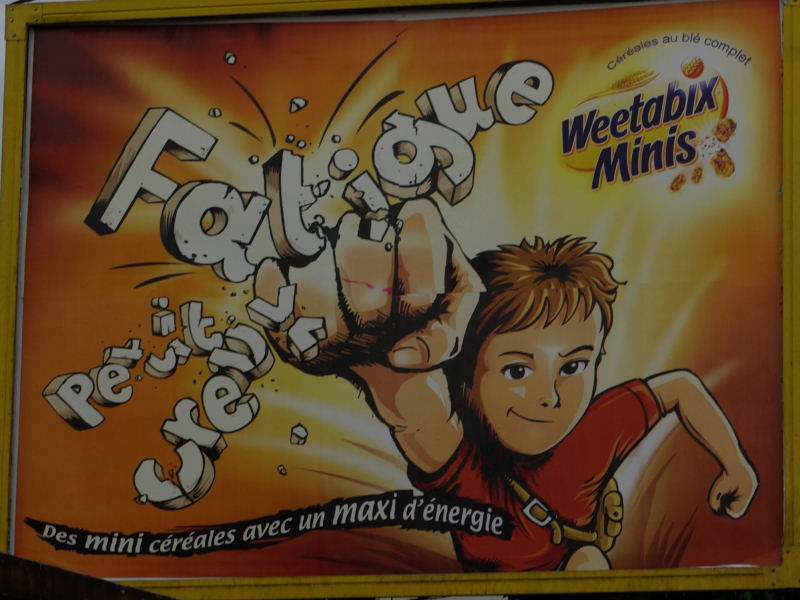 Céréales au blé complet
Weetabix
Minis
Fatigue
Petit
creux
Des mini céréales avec un maxi d'énergie